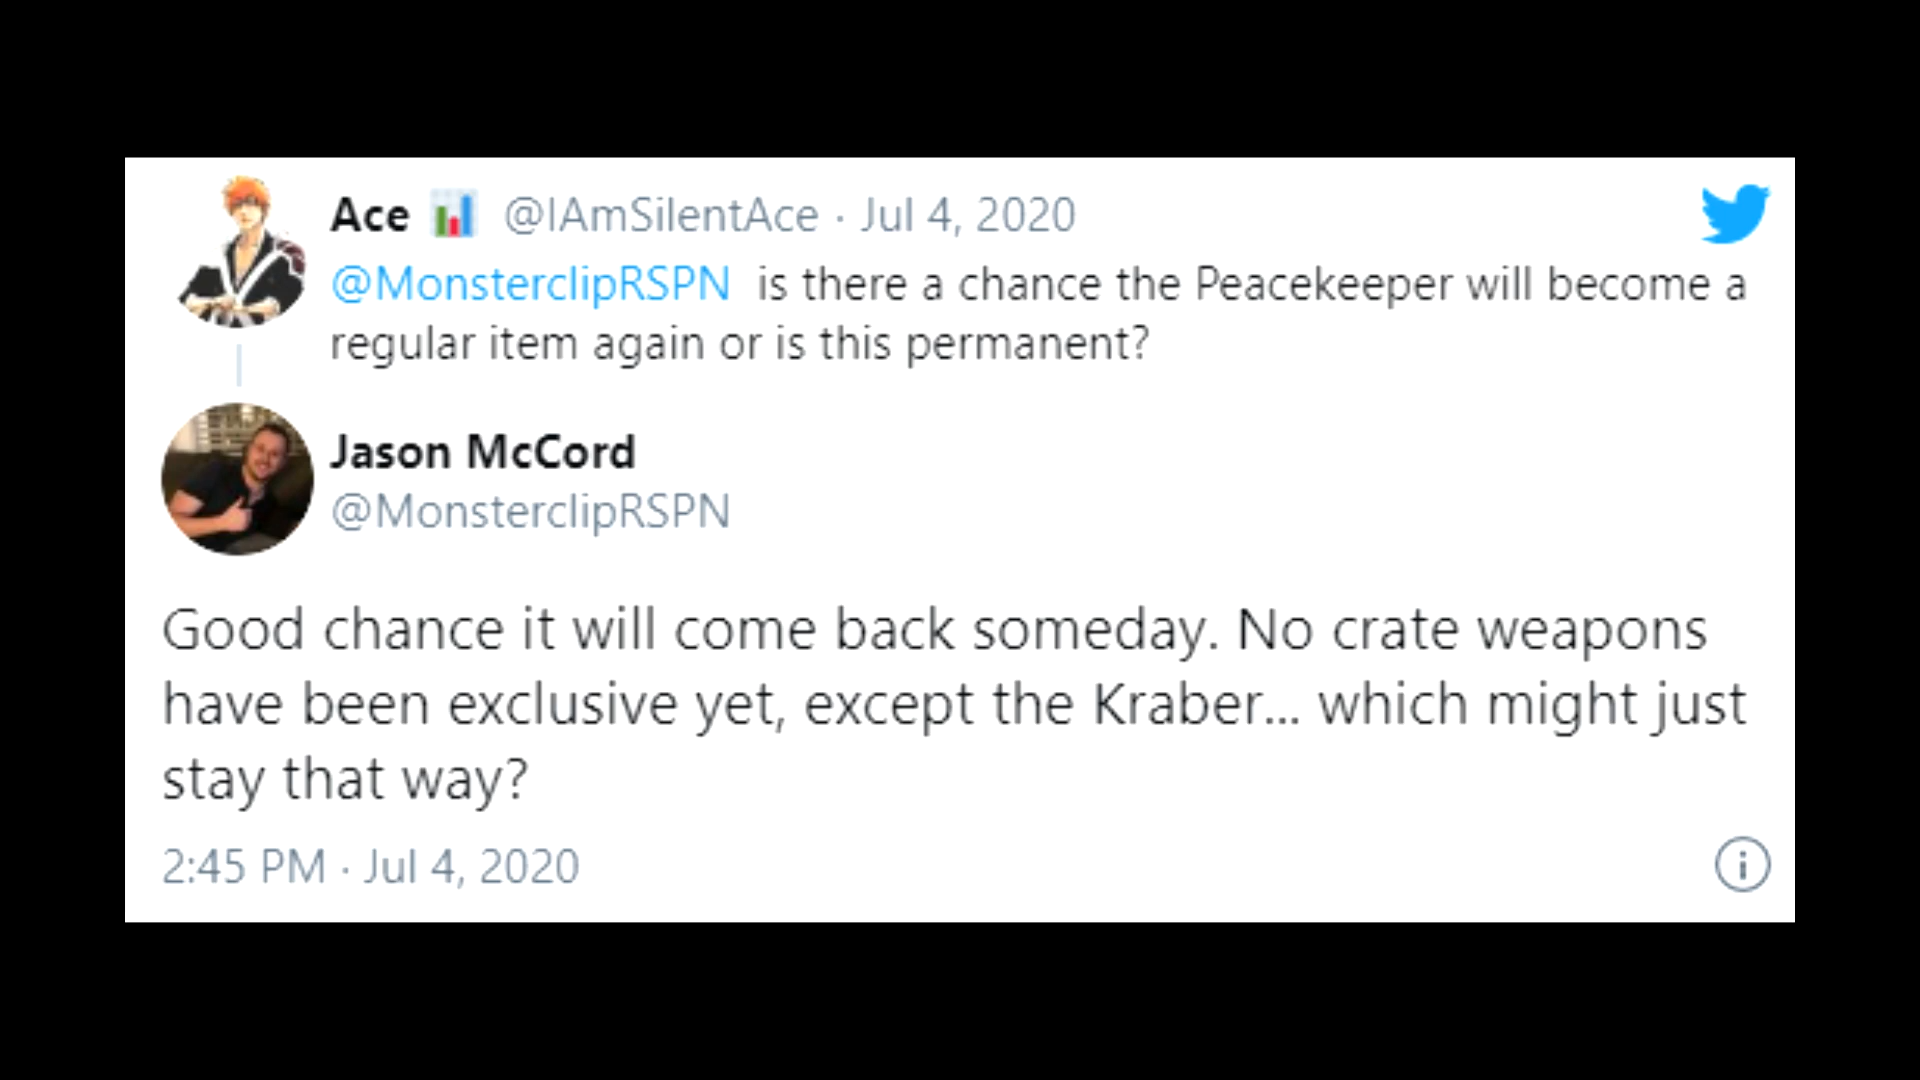 Ace 📊 @IAmSilentAce · Jul 4, 2020
@MonsterclipRSPN is there a chance the Peacekeeper will become a
regular item again or is this permanent?
Jason McCord
@MonsterclipRSPN
Good chance it will come back someday. No crate weapons
have been exclusive yet, except the Kraber... which might just
stay that way?
2:45 PM · Jul 4, 2020